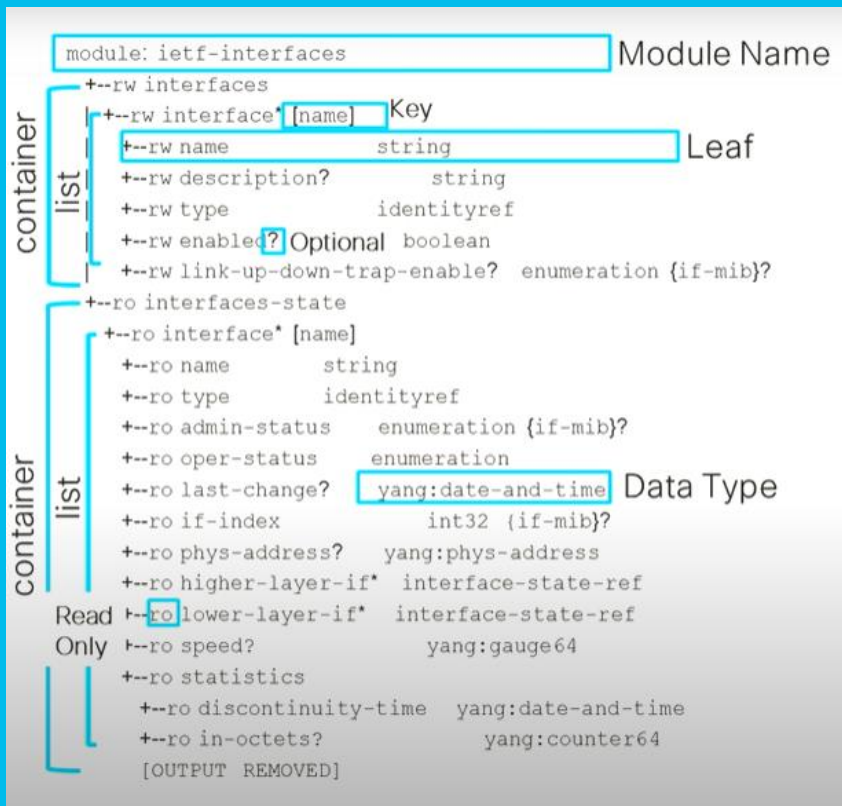 module: ietf-interfaces Module Name
+--rw interfaces
+--rw interface* [name] Key
+--rw name string Leaf
+--rw description? string
+--rw type identityref
+--rw enabled? Optional boolean
+--rw link-up-down-trap-enable? enumeration {if-mib}?
container
list
+--ro interfaces-state
+--ro interface* [name]
+--ro name string
+--ro type identityref
+--ro admin-status enumeration {if-mib}?
+--ro oper-status enumeration
+--ro last-change? yang:date-and-time Data Type
+--ro if-index int32 {if-mib}?
+--ro phys-address? yang:phys-address
+--ro higher-layer-if* interface-state-ref
Read +--ro lower-layer-if* interface-state-ref
Only +--ro speed? yang:gauge64
+--ro statistics
+--ro discontinuity-time yang:date-and-time
+--ro in-octets? yang:counter64
[OUTPUT REMOVED]
container
list